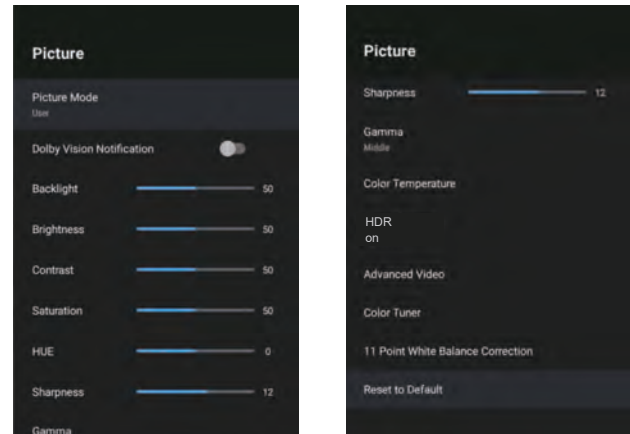 Picture
Picture Mode
User
Dolby Vision Notification
Backlight 50
Brightness 50
Contrast 50
Saturation 50
HUE 0
Sharpness 12
Gamma
Picture
Sharpness 12
Gamma
Middle
Color Temperature
HDR
on
Advanced Video
Color Tuner
11 Point White Balance Correction
Reset to Default